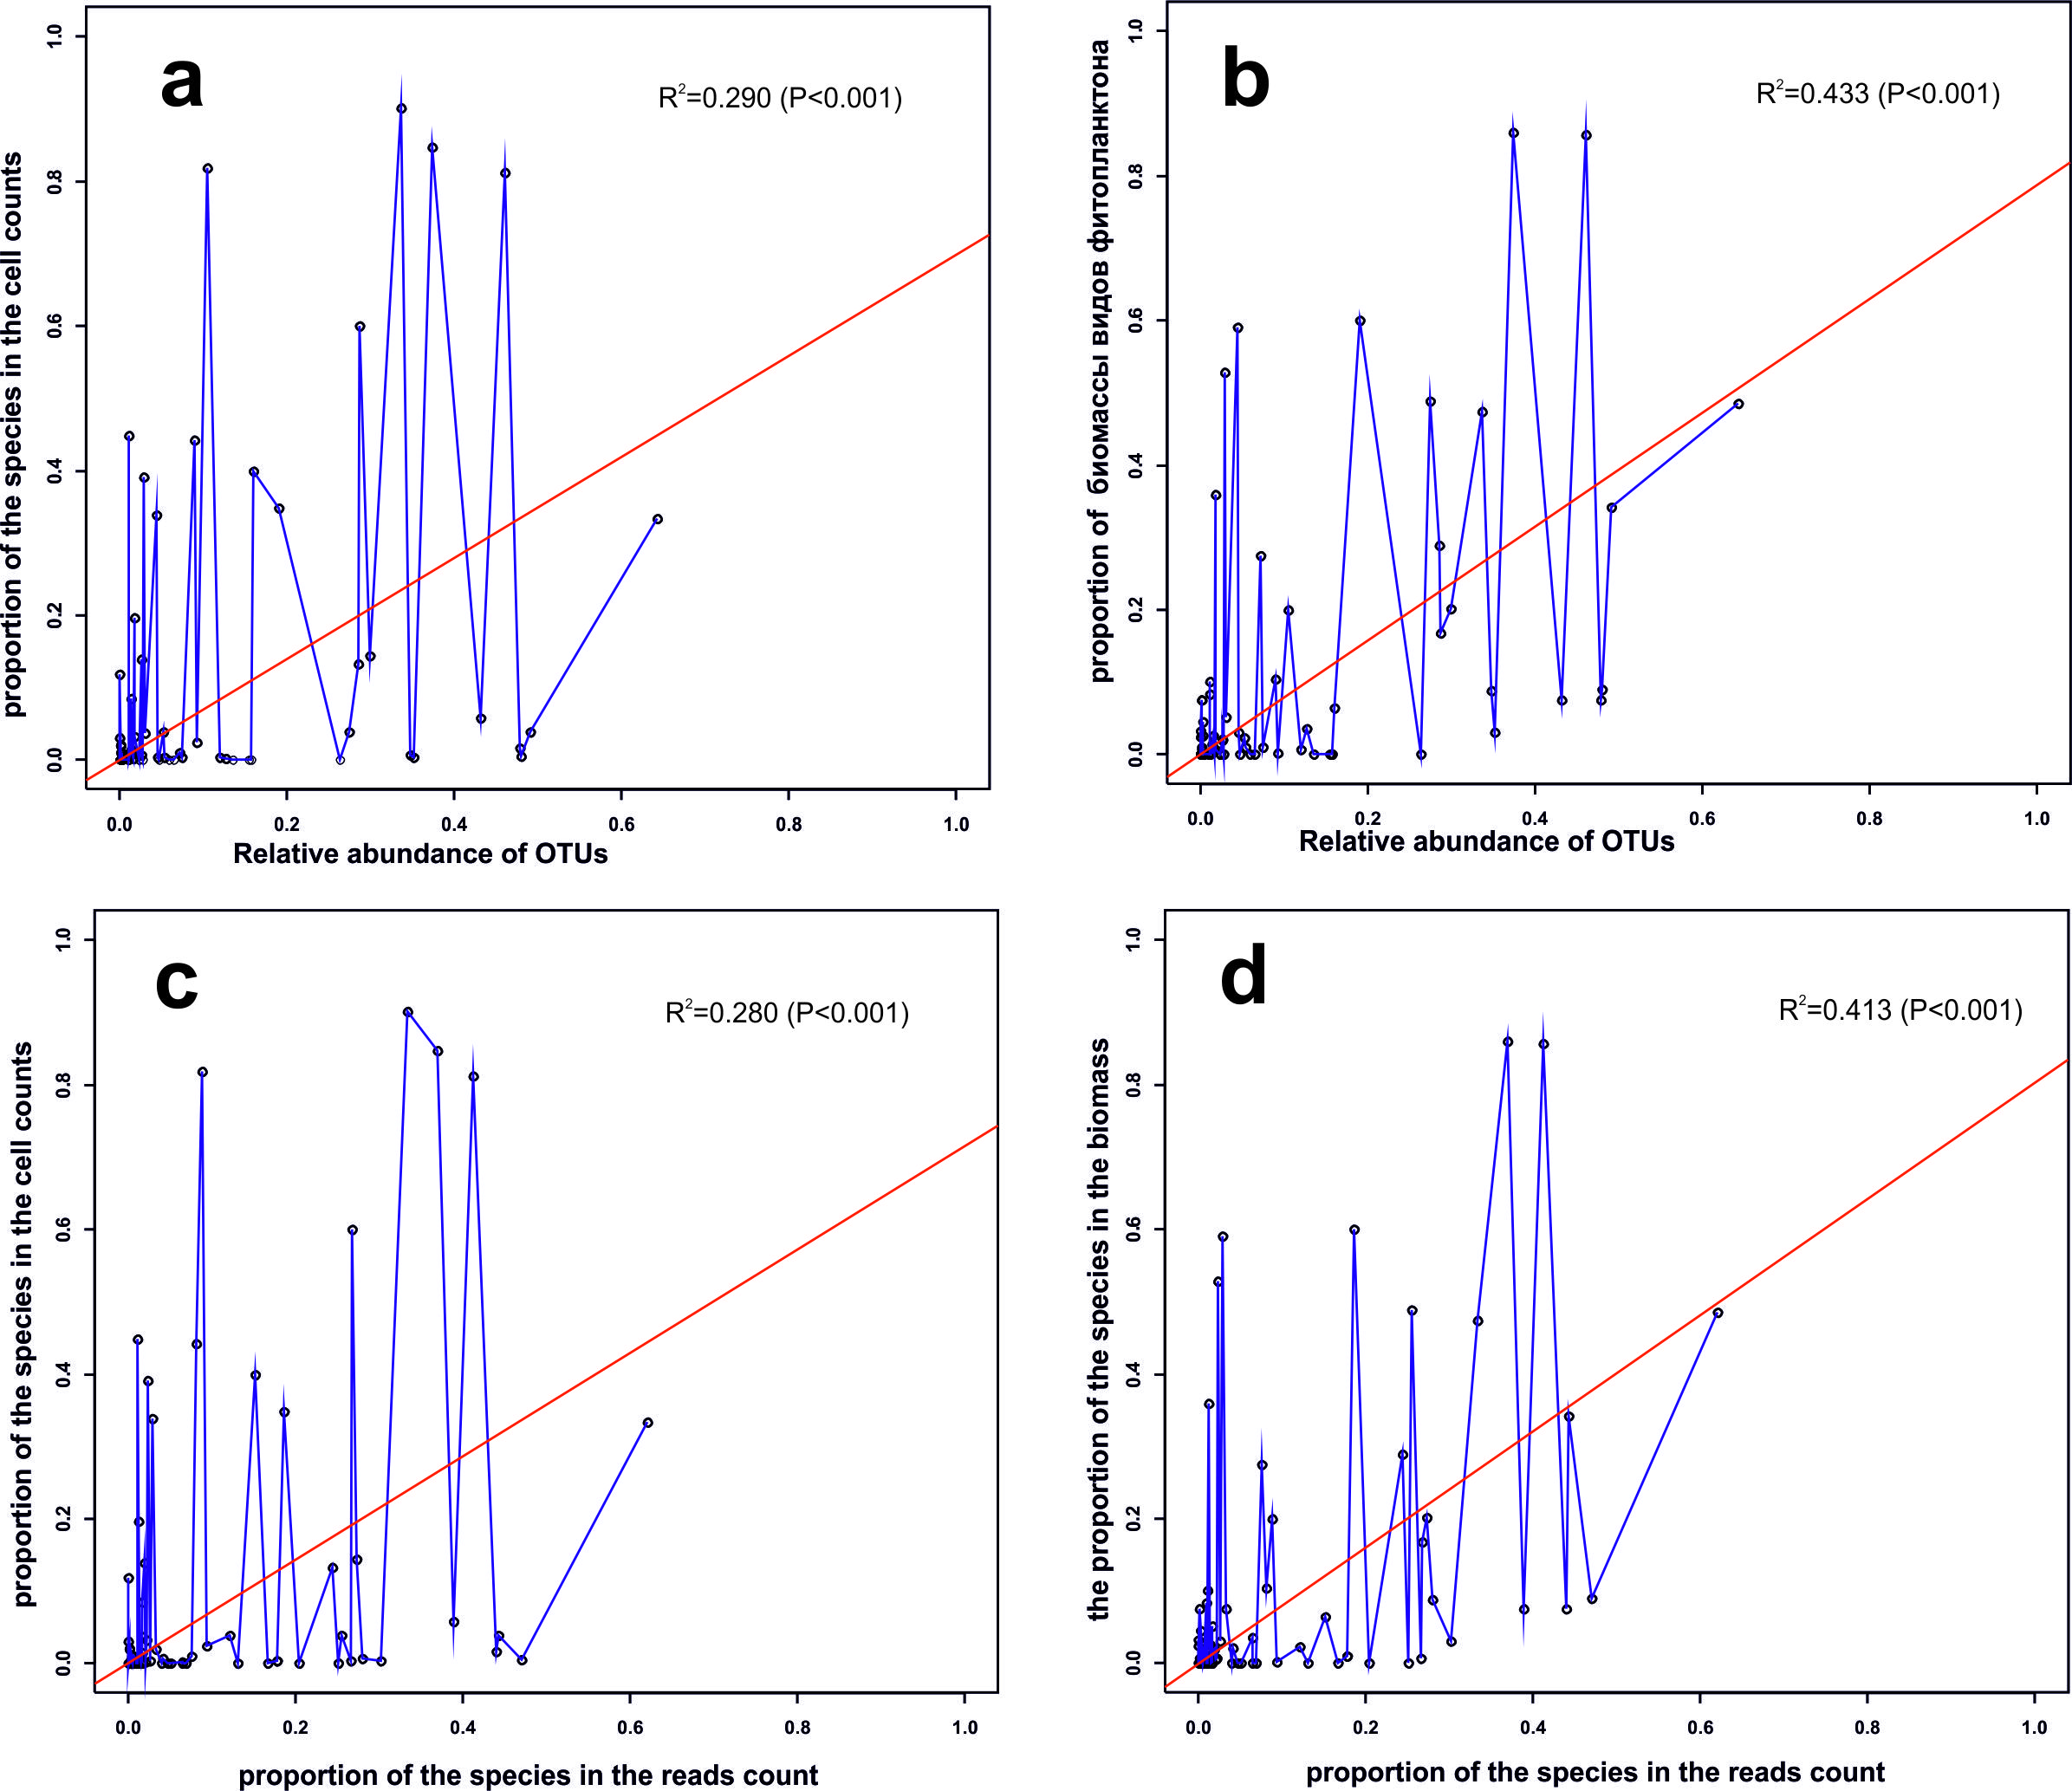 a
R²=0.290 (P<0.001)
proportion of the species in the cell counts
1.0
0.8
0.6
0.4
0.2
0.0
0.0 0.2 0.4 0.6 0.8 1.0
Relative abundance of OTUs
b
R²=0.433 (P<0.001)
proportion of биомассы видов фитопланктона
1.0
0.8
0.6
0.4
0.2
0.0
0.0 0.2 0.4 0.6 0.8 1.0
Relative abundance of OTUs
c
R²=0.280 (P<0.001)
proportion of the species in the cell counts
1.0
0.8
0.6
0.4
0.2
0.0
0.0 0.2 0.4 0.6 0.8 1.0
proportion of the species in the reads count
d
R²=0.413 (P<0.001)
the proportion of the species in the biomass
1.0
0.8
0.6
0.4
0.2
0.0
0.0 0.2 0.4 0.6 0.8 1.0
proportion of the species in the reads count